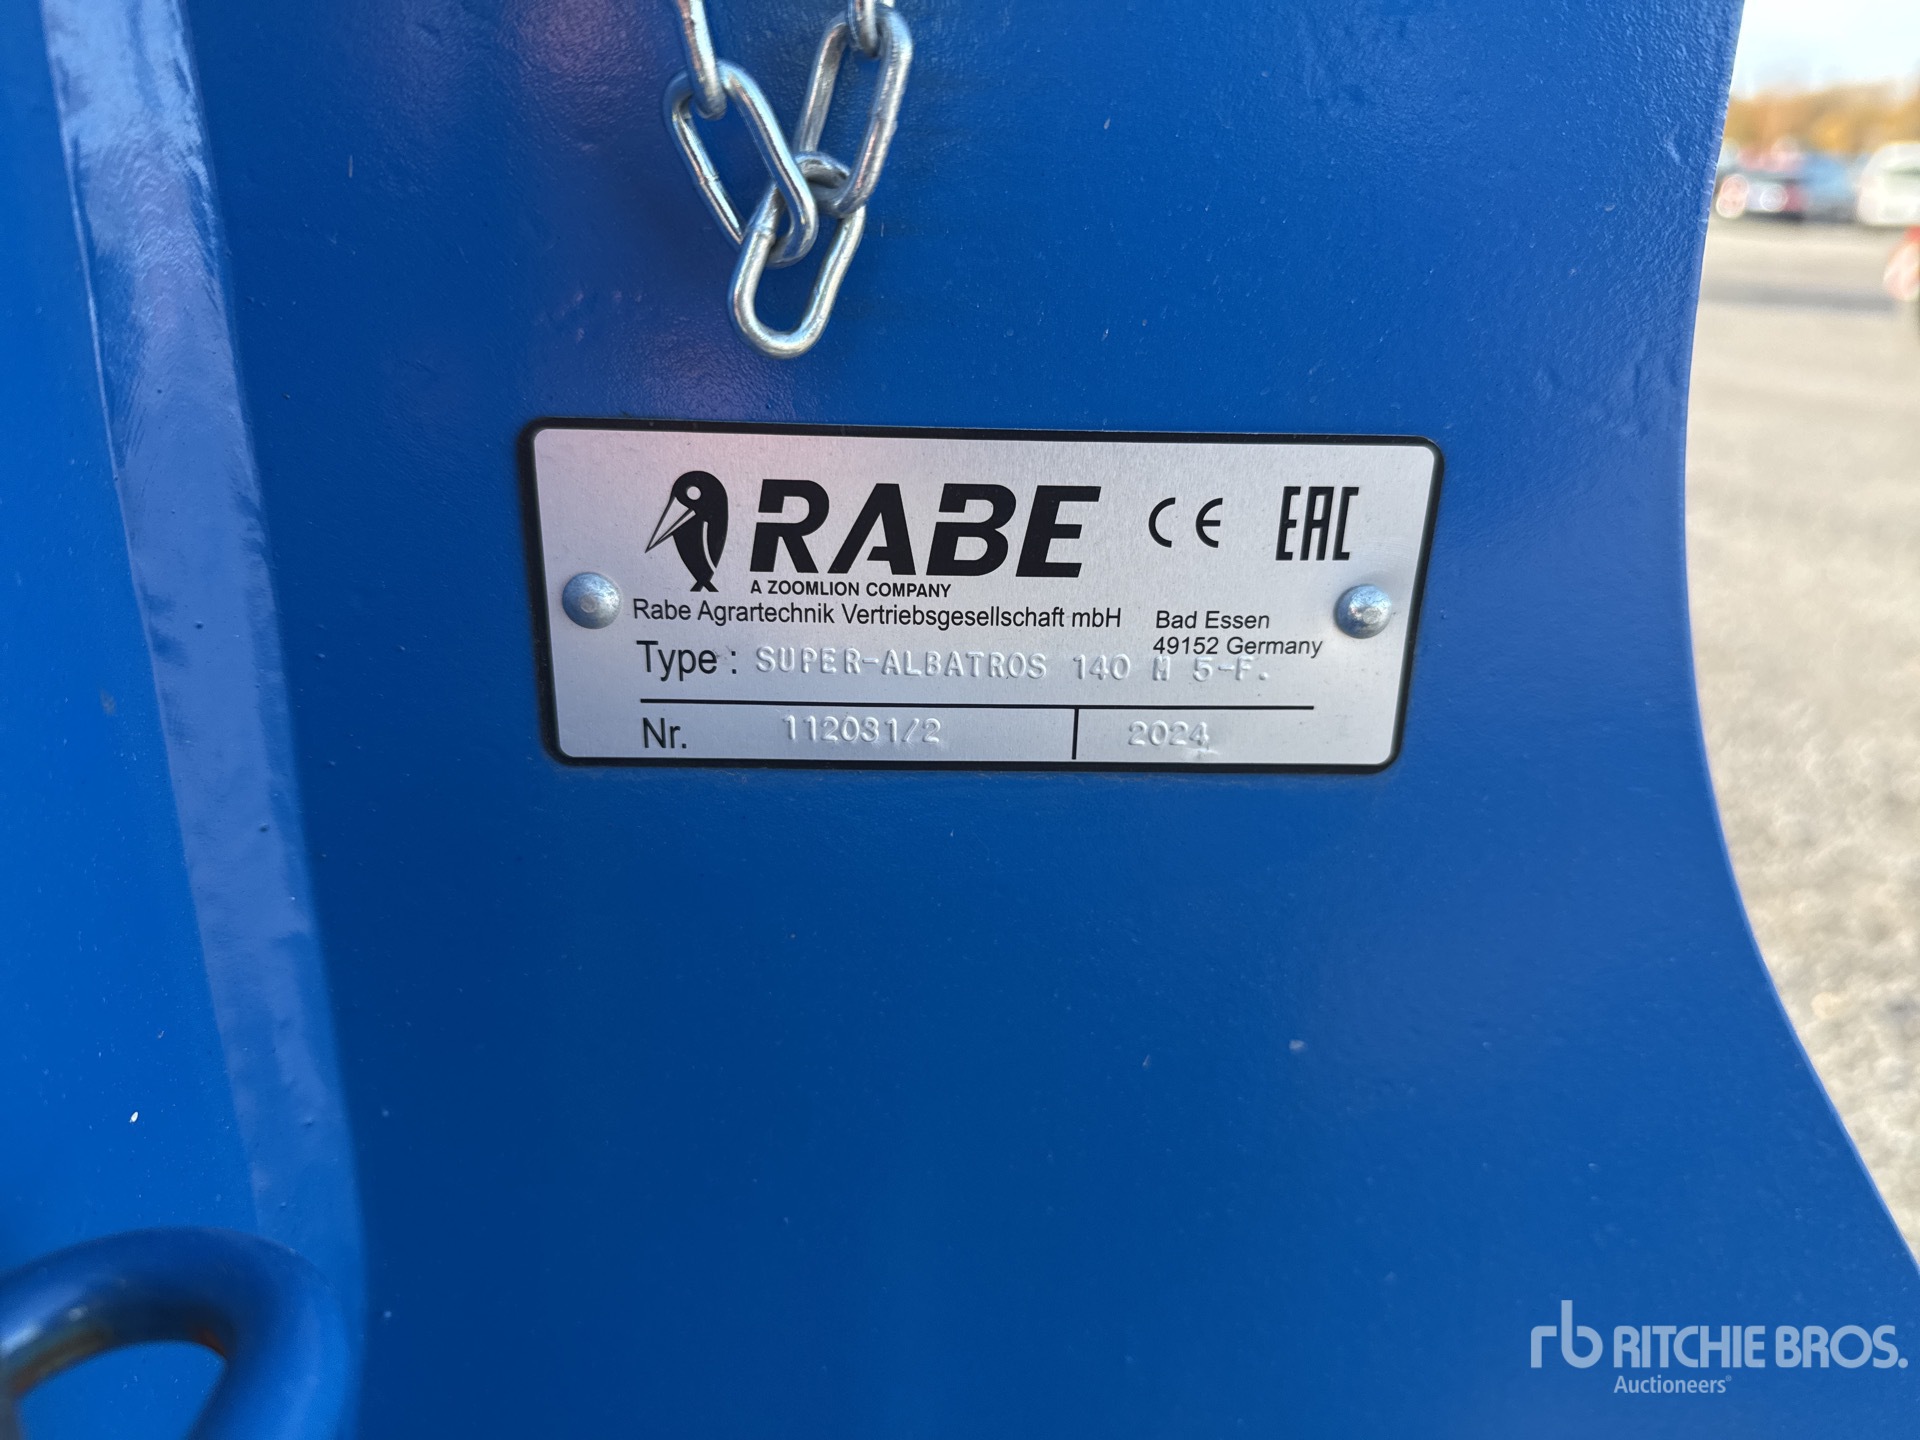 RABE CE EAC
A ZOOMLION COMPANY
Rabe Agrartechnik Vertriebsgesellschaft mbH
Bad Essen
49152 Germany
Type : SUPER-ALBATROS 140 M 5-F.
Nr. 112031/2 2024
rb RITCHIE BROS.
Auctioneers